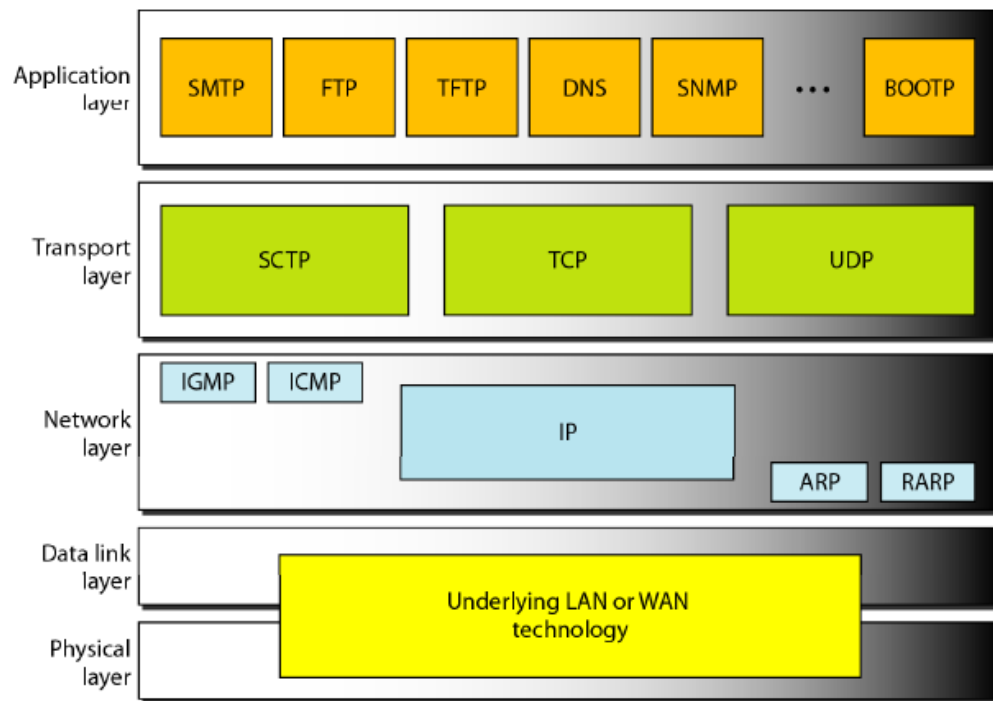 Application
layer
SMTP
FTP
TFTP
DNS
SNMP
...
BOOTP
Transport
layer
SCTP
TCP
UDP
Network
layer
IGMP
ICMP
IP
ARP
RARP
Data link
layer
Underlying LAN or WAN
technology
Physical
layer